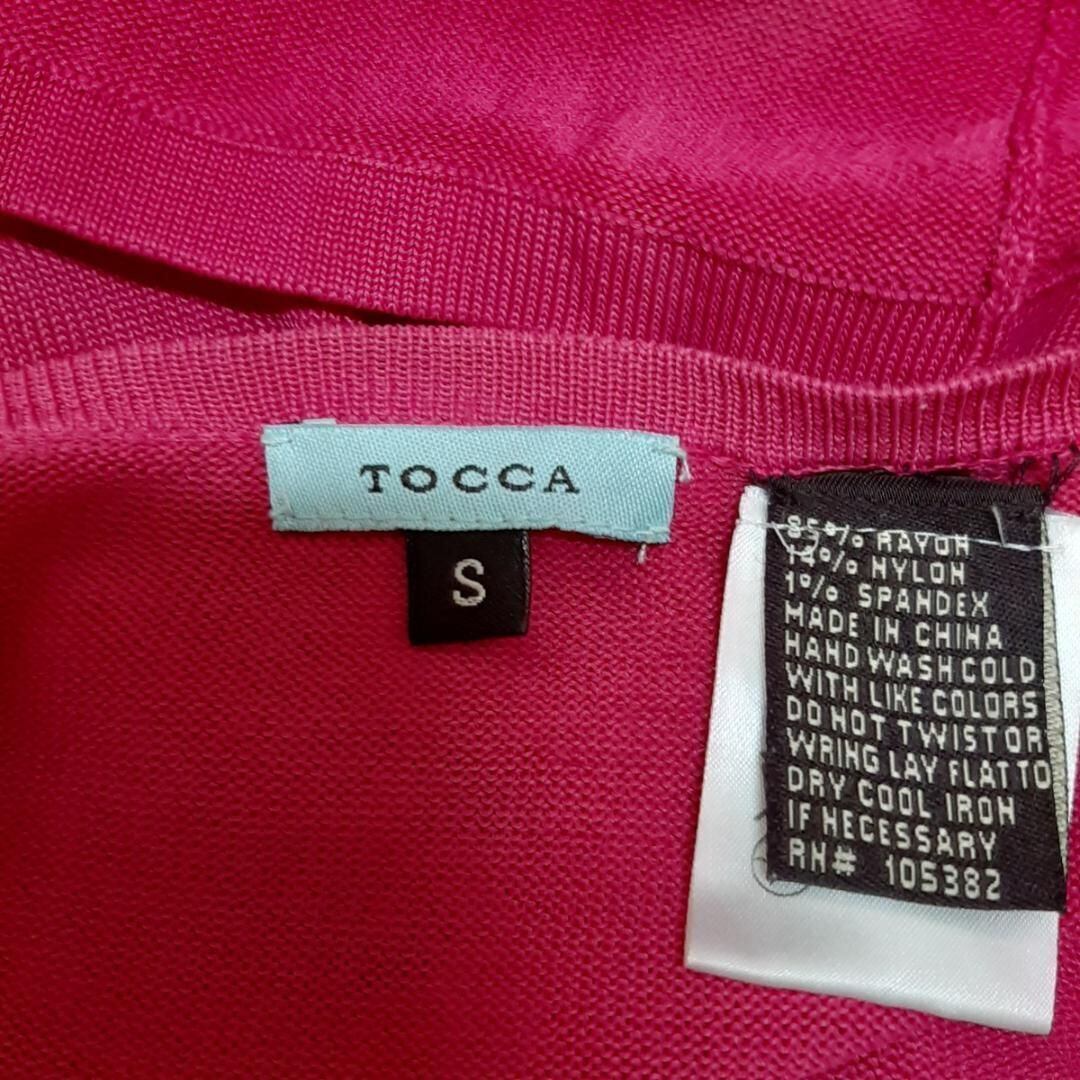 TOCCA
S
85% RAYON
14% NYLON
1% SPANDEX
MADE IN CHINA
HAND WASH COLD
WITH LIKE COLORS
DO NOT TWIST OR
WRING LAY FLAT TO
DRY COOL IRON
IF NECESSARY
RN# 105382